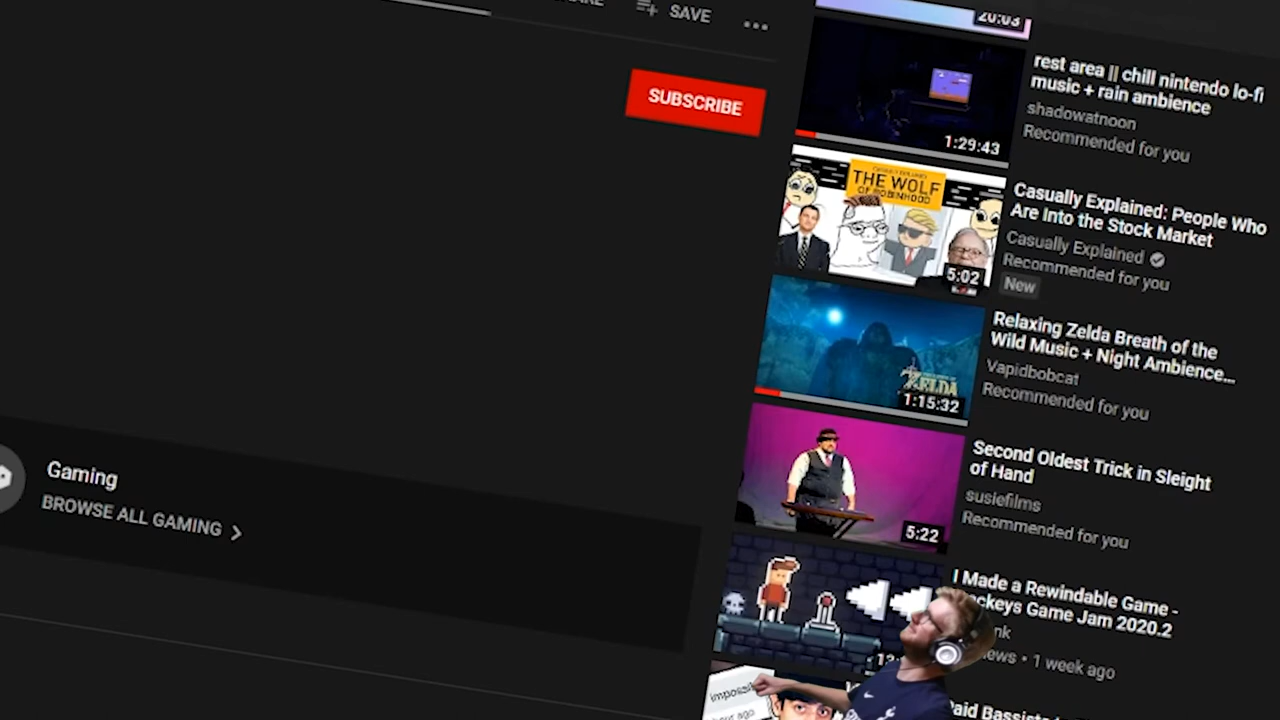 SAVE
SUBSCRIBE
Gaming
BROWSE ALL GAMING
20:03
1:29:43
rest area || chill nintendo lo-fi
music + rain ambience
shadowatnoon
Recommended for you
THE WOLF
OF ROBINHOOD
5:02
Casually Explained: People Who
Are Into the Stock Market
Casually Explained
Recommended for you
New
ZELDA
1:15:32
Relaxing Zelda Breath of the
Wild Music + Night Ambience...
Vapidbobcat
Recommended for you
5:22
Second Oldest Trick in Sleight
of Hand
susiefilms
Recommended for you
I Made a Rewindable Game -
Game Jam 2020.2
• 1 week ago